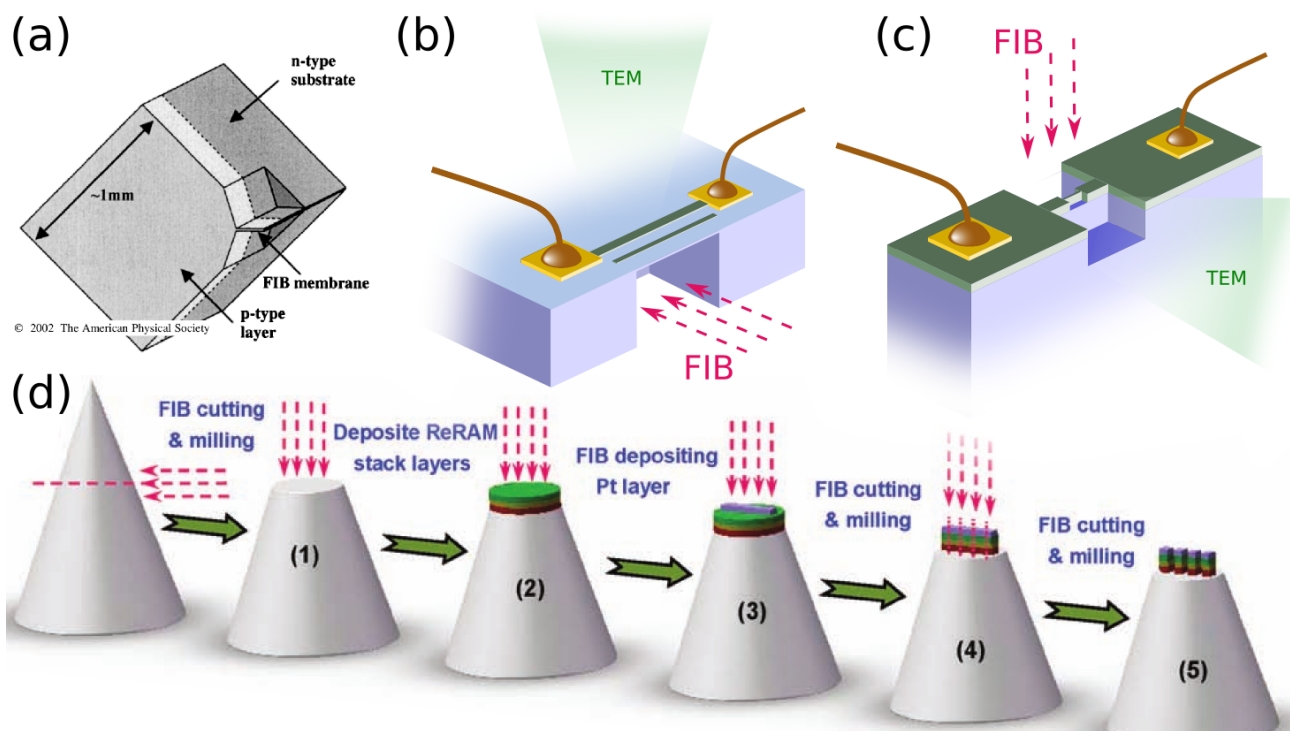 (a)
n-type
substrate
~1mm
FIB membrane
p-type
layer
© 2002 The American Physical Society
(b)
TEM
FIB
(c)
FIB
TEM
(d)
FIB cutting
& milling
(1)
Deposite ReRAM
stack layers
(2)
FIB depositing
Pt layer
(3)
FIB cutting
& milling
(4)
FIB cutting
& milling
(5)